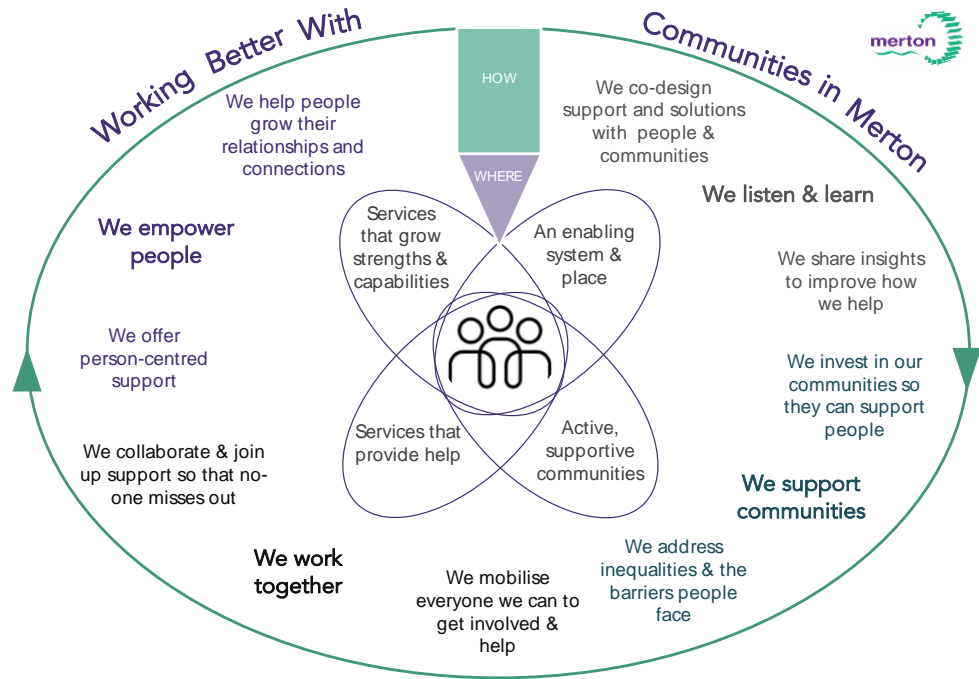 Working Better With
Communities in Merton
merton
HOW
WHERE
We help people
grow their
relationships and
connections
We co-design
support and solutions
with people &
communities
We listen & learn
We empower
people
Services
that grow
strengths &
capabilities
An enabling
system &
place
We share insights
to improve how
we help
We offer
person-centred
support
We invest in our
communities so
they can support
people
Services that
provide help
Active,
supportive
communities
We collaborate & join
up support so that no-
one misses out
We support
communities
We work
together
We mobilise
everyone we can to
get involved &
help
We address
inequalities & the
barriers people
face